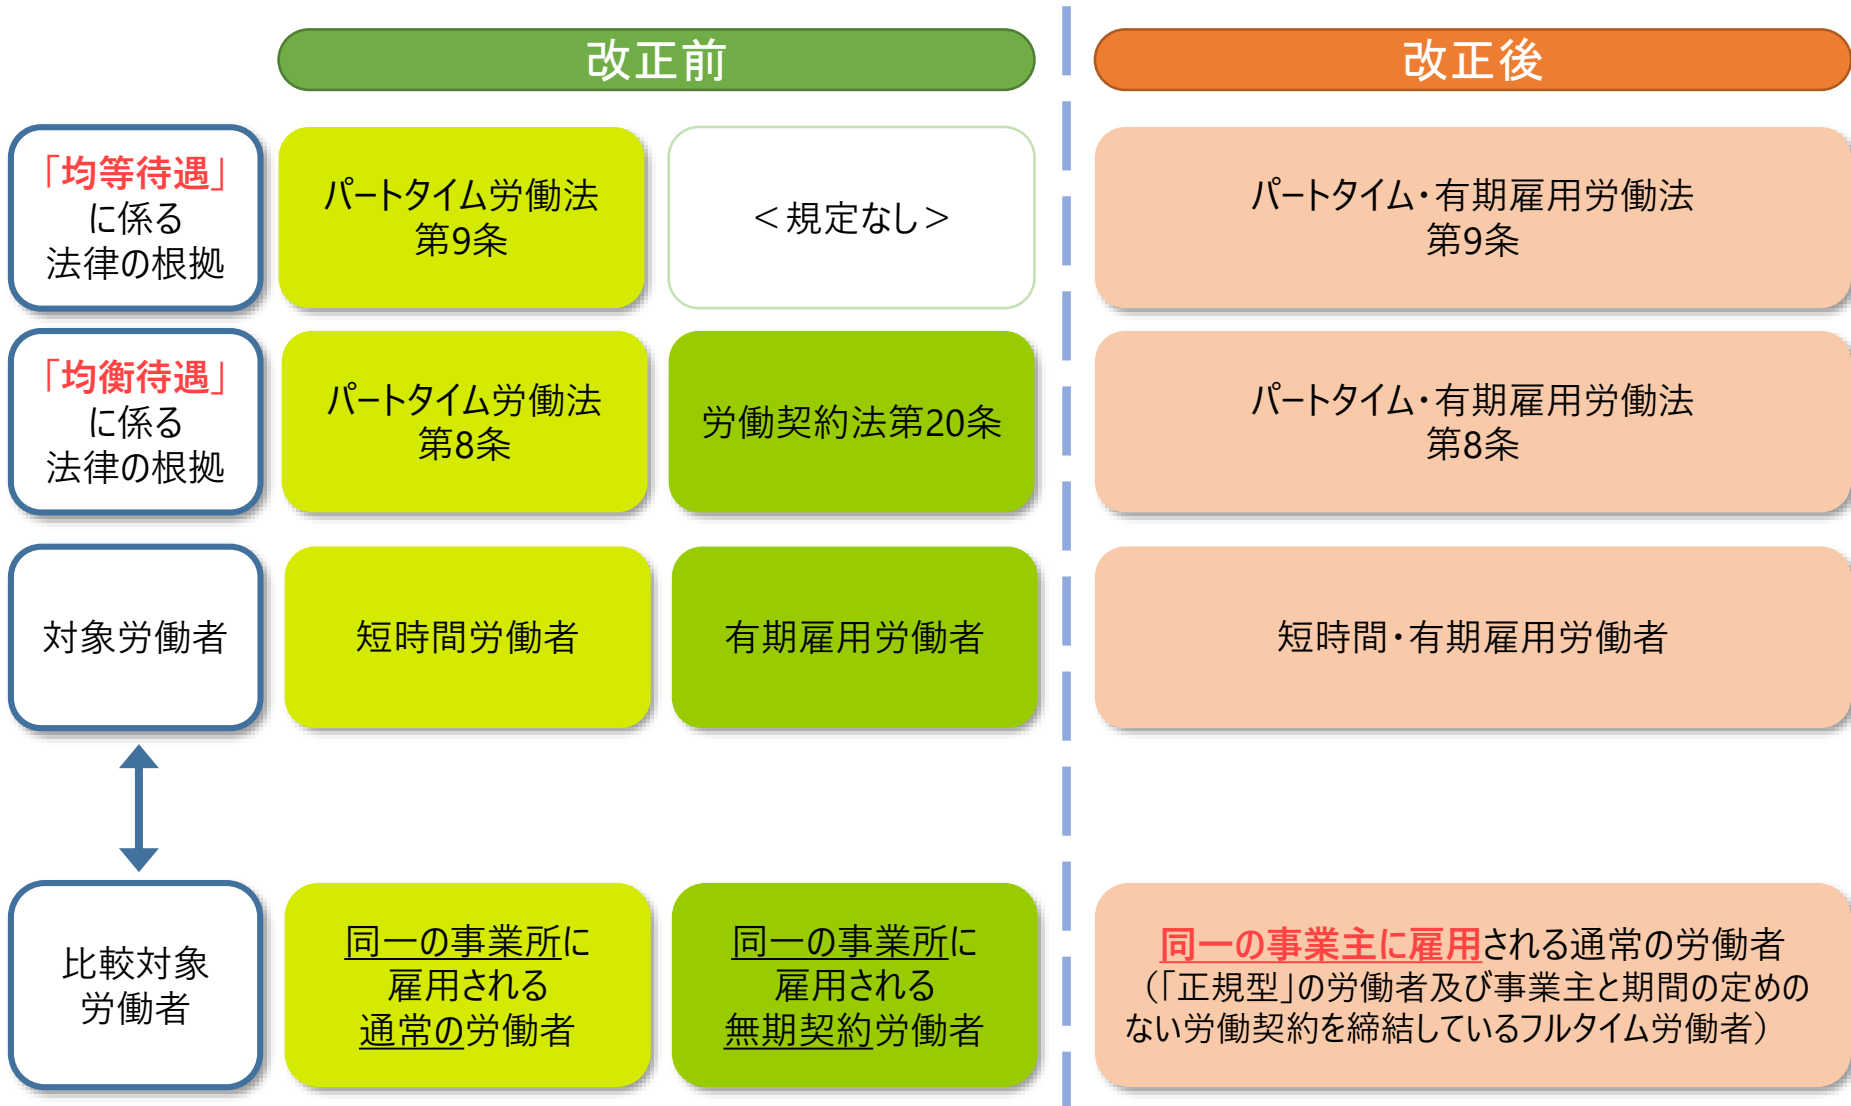 改正前
改正後
「均等待遇」
に係る
法律の根拠
パートタイム労働法
第9条
＜規定なし＞
パートタイム・有期雇用労働法
第9条
「均衡待遇」
に係る
法律の根拠
パートタイム労働法
第8条
労働契約法第20条
パートタイム・有期雇用労働法
第8条
対象労働者
短時間労働者
有期雇用労働者
短時間・有期雇用労働者
比較対象
労働者
同一の事業所に
雇用される
通常の労働者
同一の事業所に
雇用される
無期契約労働者
同一の事業主に雇用される通常の労働者
（「正規型」の労働者及び事業主と期間の定めの
ない労働契約を締結しているフルタイム労働者）